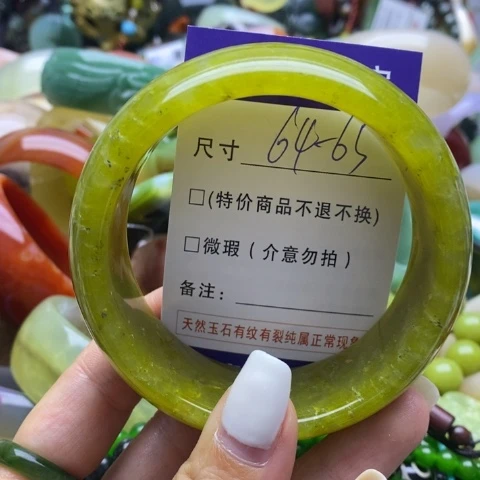 尺寸 64-65
□(特价商品不退不换)
□微瑕(介意勿拍)
备注:
天然玉石有纹有裂纯属正常现象